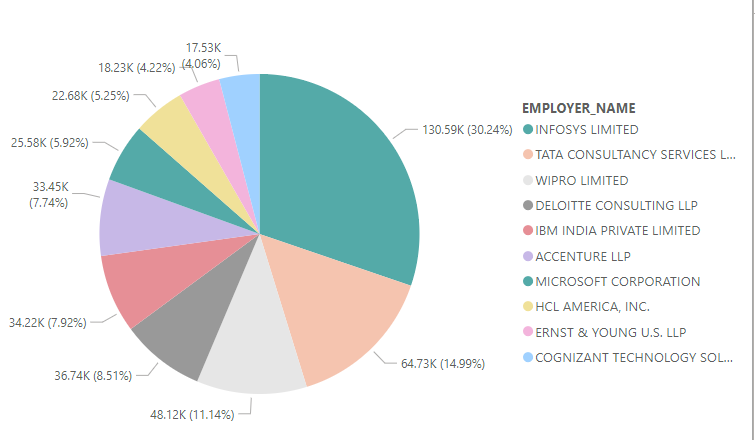 17.53K
(4.06%)
18.23K (4.22%)
22.68K (5.25%)
25.58K (5.92%)
33.45K
(7.74%)
34.22K (7.92%)
36.74K (8.51%)
48.12K (11.14%)
64.73K (14.99%)
130.59K (30.24%)
EMPLOYER_NAME
INFOSYS LIMITED
TATA CONSULTANCY SERVICES L...
WIPRO LIMITED
DELOITTE CONSULTING LLP
IBM INDIA PRIVATE LIMITED
ACCENTURE LLP
MICROSOFT CORPORATION
HCL AMERICA, INC.
ERNST & YOUNG U.S. LLP
COGNIZANT TECHNOLOGY SOL...